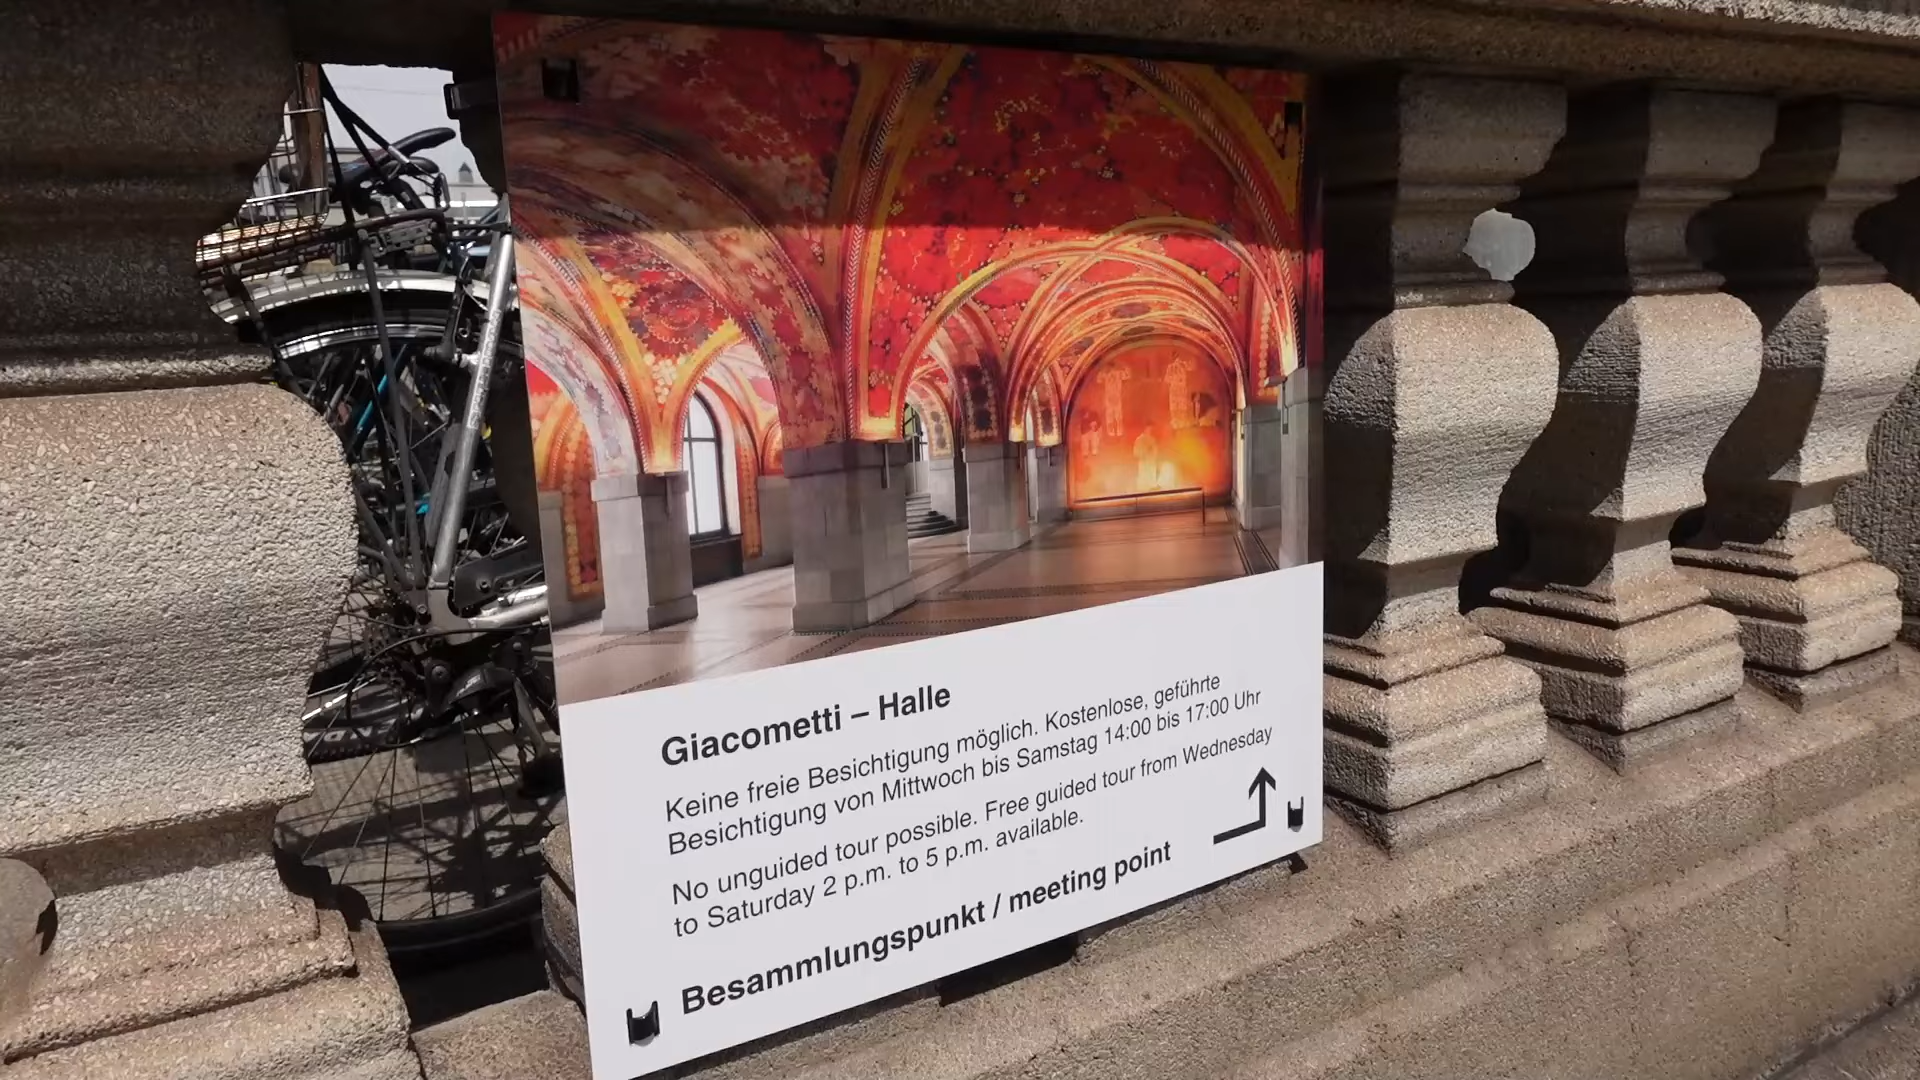 Giacometti – Halle
Keine freie Besichtigung möglich. Kostenlose, geführte
Besichtigung von Mittwoch bis Samstag 14:00 bis 17:00 Uhr
No unguided tour possible. Free guided tour from Wednesday
to Saturday 2 p.m. to 5 p.m. available.
Besammlungspunkt / meeting point